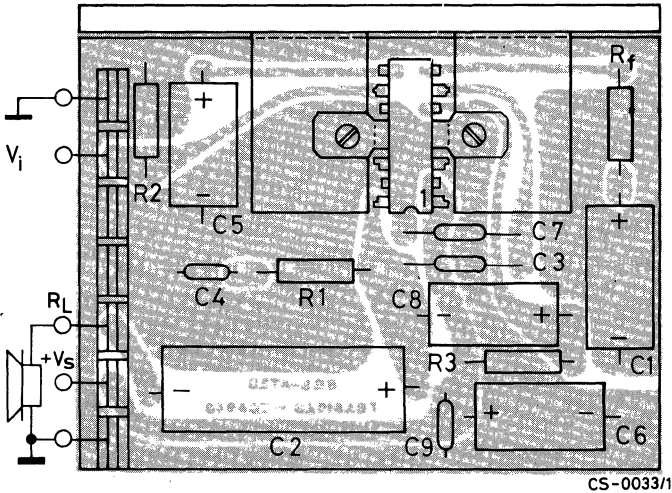 Rf
Vi
R2
C5
1
C7
C3
C4
R1
C8
RL
+Vs
R3
C1
C2
C9
C6
+
−
+
−
−
+
−
+
+
−
CS-0033/1